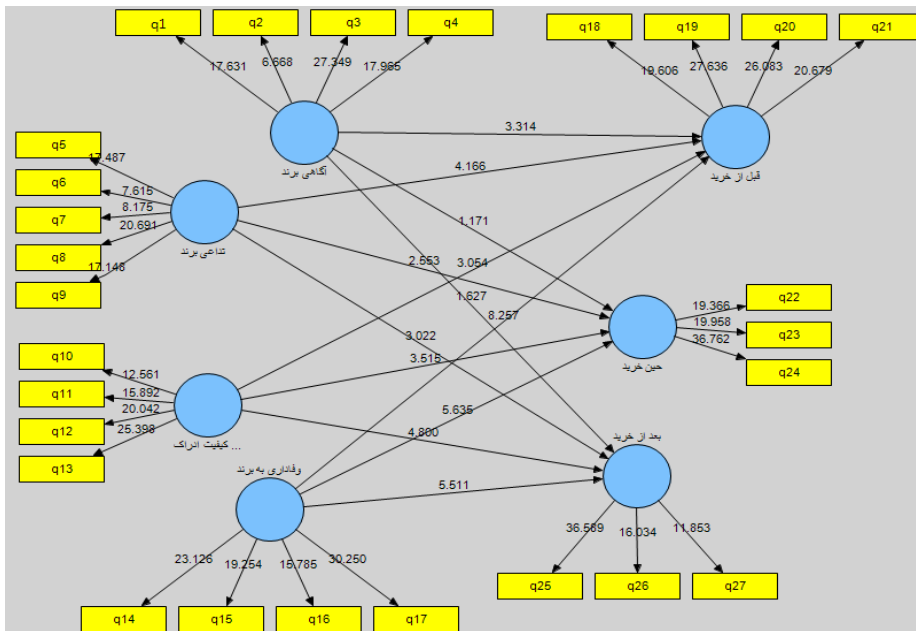 q1
q2
q3
q4
q18
q19
q20
q21
17.631
6.668
27.349
17.965
19.606
27.636
26.083
20.679
آگاهی برند
3.314
قبل از خرید
q5
q6
q7
q8
q9
17.487
7.615
8.175
20.691
17.146
تداعی برند
4.166
1.171
2.553
3.054
1.627
8.257
3.022
3.515
q22
q23
q24
19.366
19.958
36.762
حین خرید
q10
q11
q12
q13
12.561
15.892
20.042
25.398
کیفیت ادراک ...
5.635
4.800
5.511
بعد از خرید
وفاداری به برند
23.126
19.254
15.785
30.250
36.589
16.034
11.853
q25
q26
q27
q14
q15
q16
q17